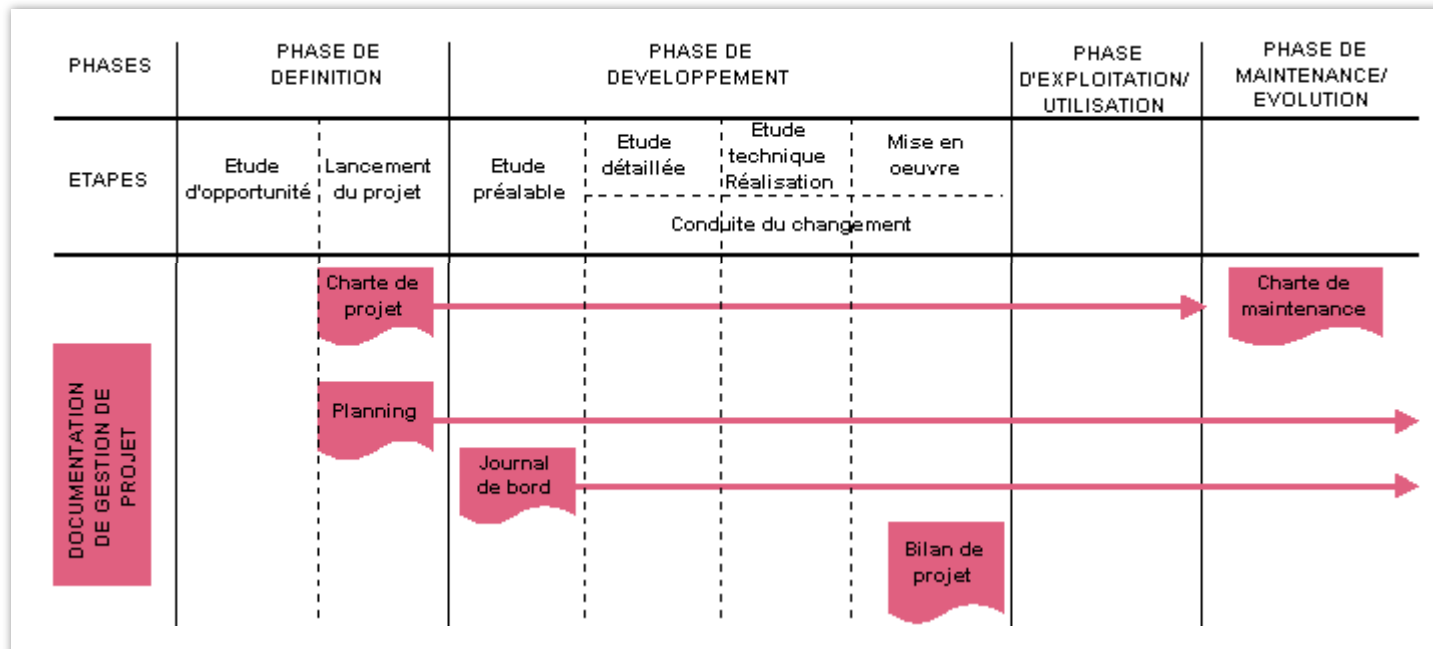 PHASES
PHASE DE
DEFINITION
PHASE DE
DEVELOPPEMENT
PHASE
D'EXPLOITATION/
UTILISATION
PHASE DE
MAINTENANCE/
EVOLUTION
ETAPES
Etude
d'opportunité
Lancement
du projet
Etude
préalable
Etude
détaillée
Etude
technique
Réalisation
Mise en
oeuvre
Conduite du changement
DOCUMENTATION
DE GESTION DE
PROJET
Charte de
projet
Charte de
maintenance
Planning
Journal
de bord
Bilan de
projet